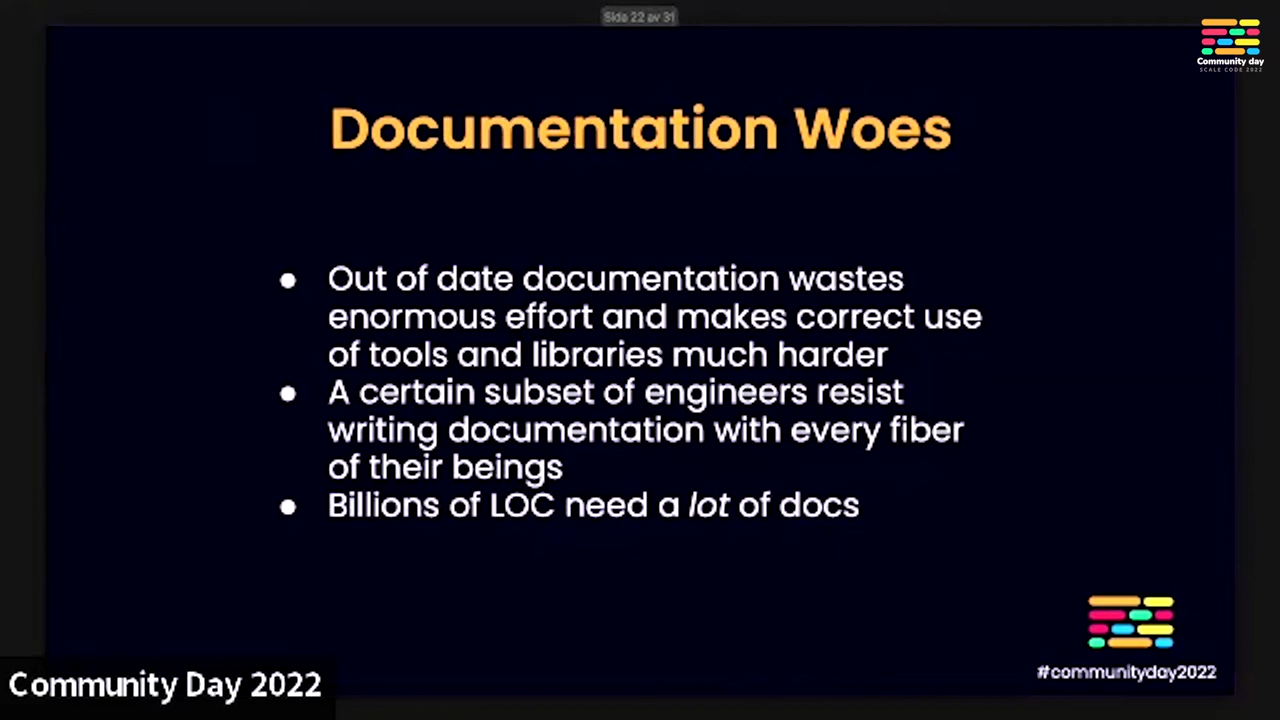 Side 22 av 31
Community day
SCALE CODE 2022
Documentation Woes
● Out of date documentation wastes
enormous effort and makes correct use
of tools and libraries much harder
● A certain subset of engineers resist
writing documentation with every fiber
of their beings
● Billions of LOC need a lot of docs
#communityday2022
Community Day 2022